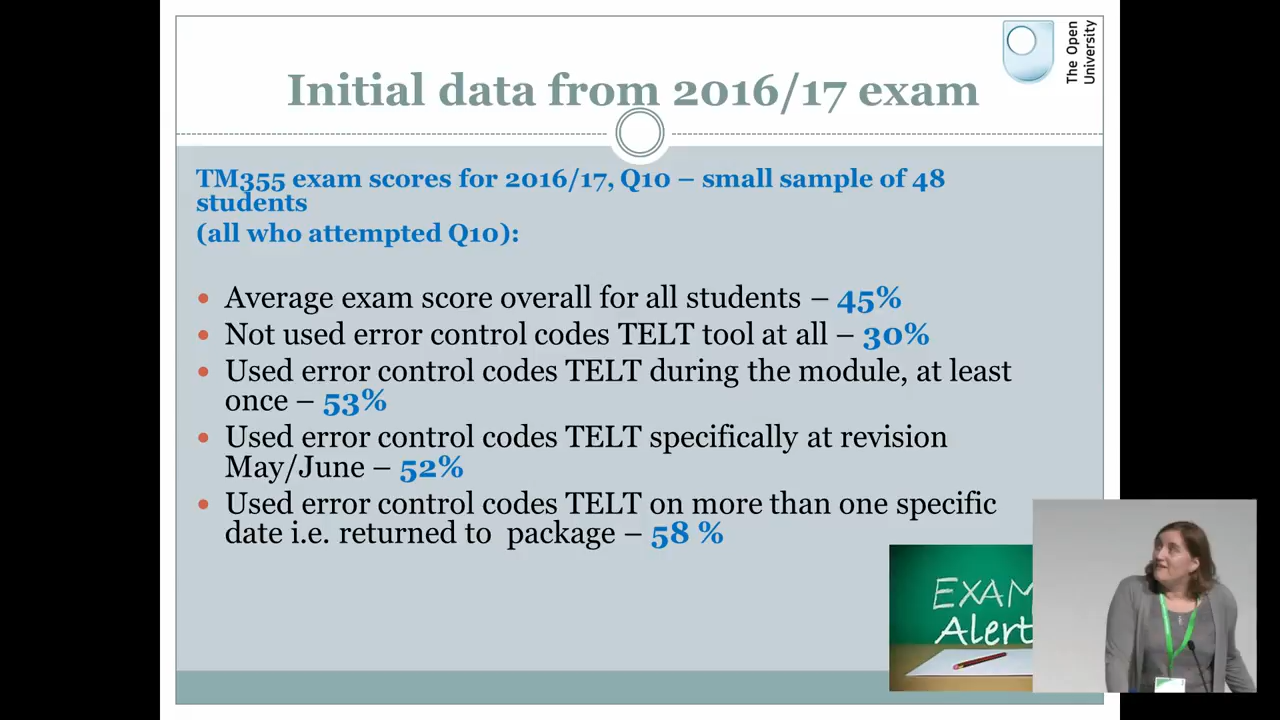 The Open
University
Initial data from 2016/17 exam
TM355 exam scores for 2016/17, Q10 – small sample of 48
students
(all who attempted Q10):
• Average exam score overall for all students – 45%
• Not used error control codes TELT tool at all – 30%
• Used error control codes TELT during the module, at least
once – 53%
• Used error control codes TELT specifically at revision
May/June – 52%
• Used error control codes TELT on more than one specific
date i.e. returned to package – 58 %
EXAM
Alert